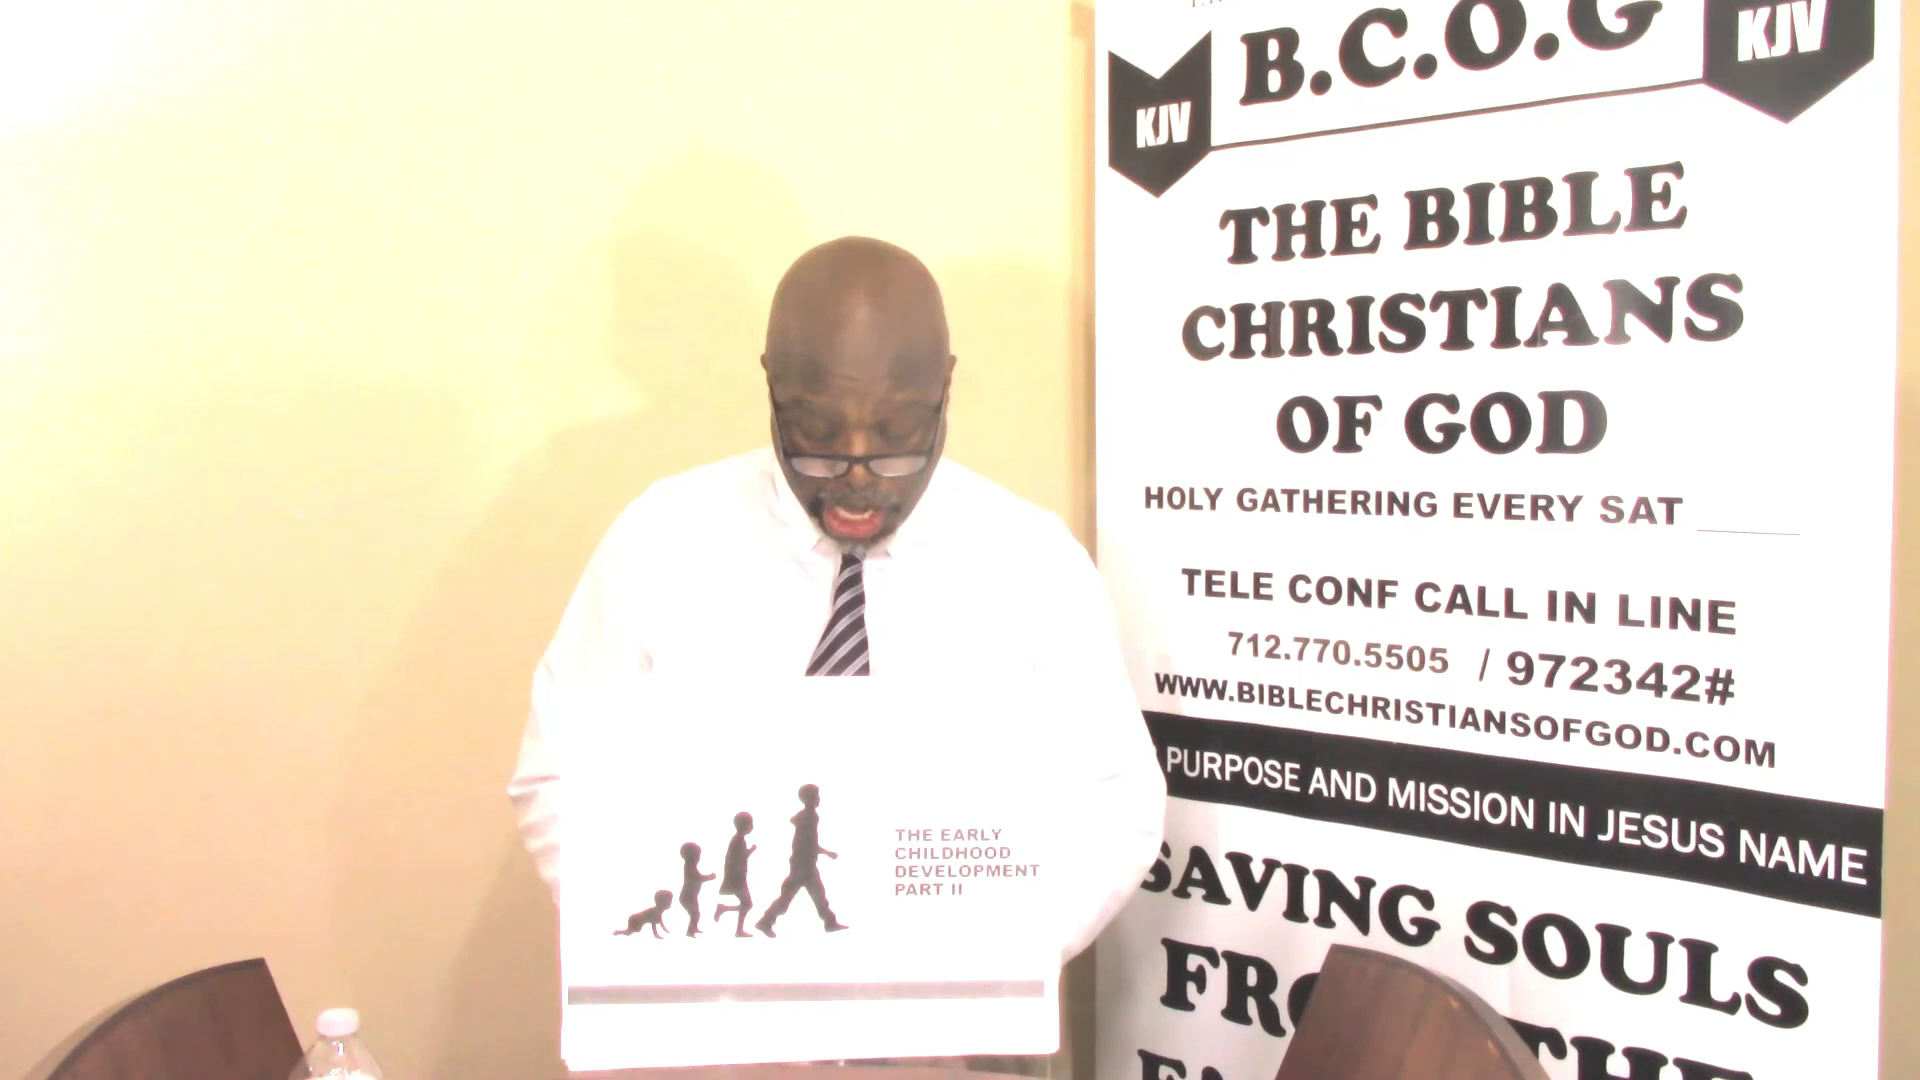 B.C.O.G
KJV
KJV
THE BIBLE
CHRISTIANS
OF GOD
HOLY GATHERING EVERY SAT
TELE CONF CALL IN LINE
712.770.5505 / 972342#
WWW.BIBLECHRISTIANSOFGOD.COM
PURPOSE AND MISSION IN JESUS NAME
SAVING SOULS
THE EARLY
CHILDHOOD
DEVELOPMENT
PART II